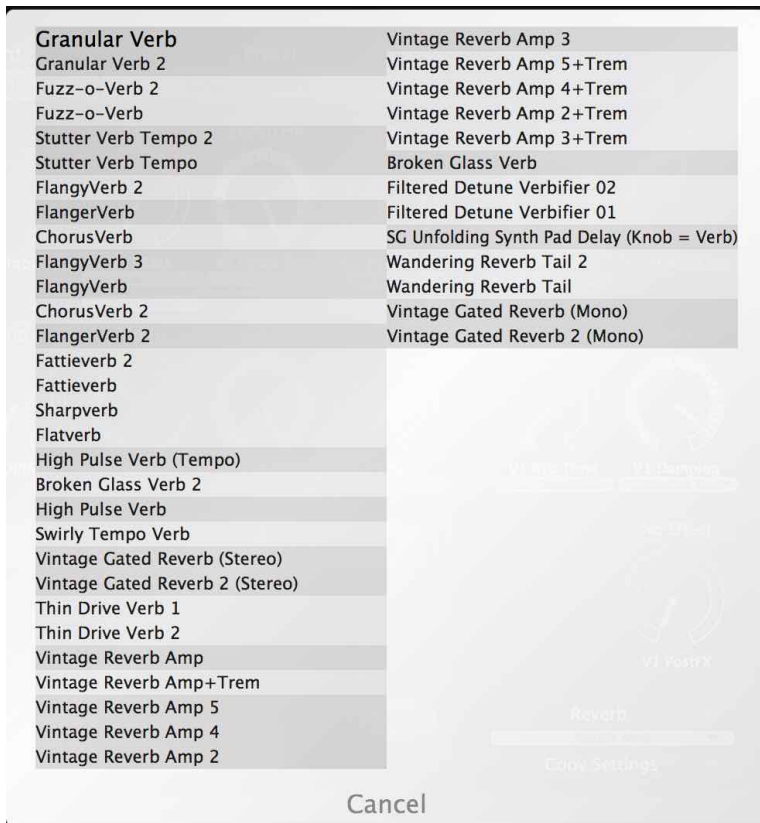 Granular Verb
Granular Verb 2
Fuzz-o-Verb 2
Fuzz-o-Verb
Stutter Verb Tempo 2
Stutter Verb Tempo
FlangyVerb 2
FlangerVerb
ChorusVerb
FlangyVerb 3
FlangyVerb
ChorusVerb 2
FlangerVerb 2
Fattieverb 2
Fattieverb
Sharpverb
Flatverb
High Pulse Verb (Tempo)
Broken Glass Verb 2
High Pulse Verb
Swirly Tempo Verb
Vintage Gated Reverb (Stereo)
Vintage Gated Reverb 2 (Stereo)
Thin Drive Verb 1
Thin Drive Verb 2
Vintage Reverb Amp
Vintage Reverb Amp+Trem
Vintage Reverb Amp 5
Vintage Reverb Amp 4
Vintage Reverb Amp 2
Vintage Reverb Amp 3
Vintage Reverb Amp 5+Trem
Vintage Reverb Amp 4+Trem
Vintage Reverb Amp 2+Trem
Vintage Reverb Amp 3+Trem
Broken Glass Verb
Filtered Detune Verbifier 02
Filtered Detune Verbifier 01
SG Unfolding Synth Pad Delay (Knob = Verb)
Wandering Reverb Tail 2
Wandering Reverb Tail
Vintage Gated Reverb (Mono)
Vintage Gated Reverb 2 (Mono)
V1 Damping
V1 PostFX
Reverb
Copy Settings
Cancel